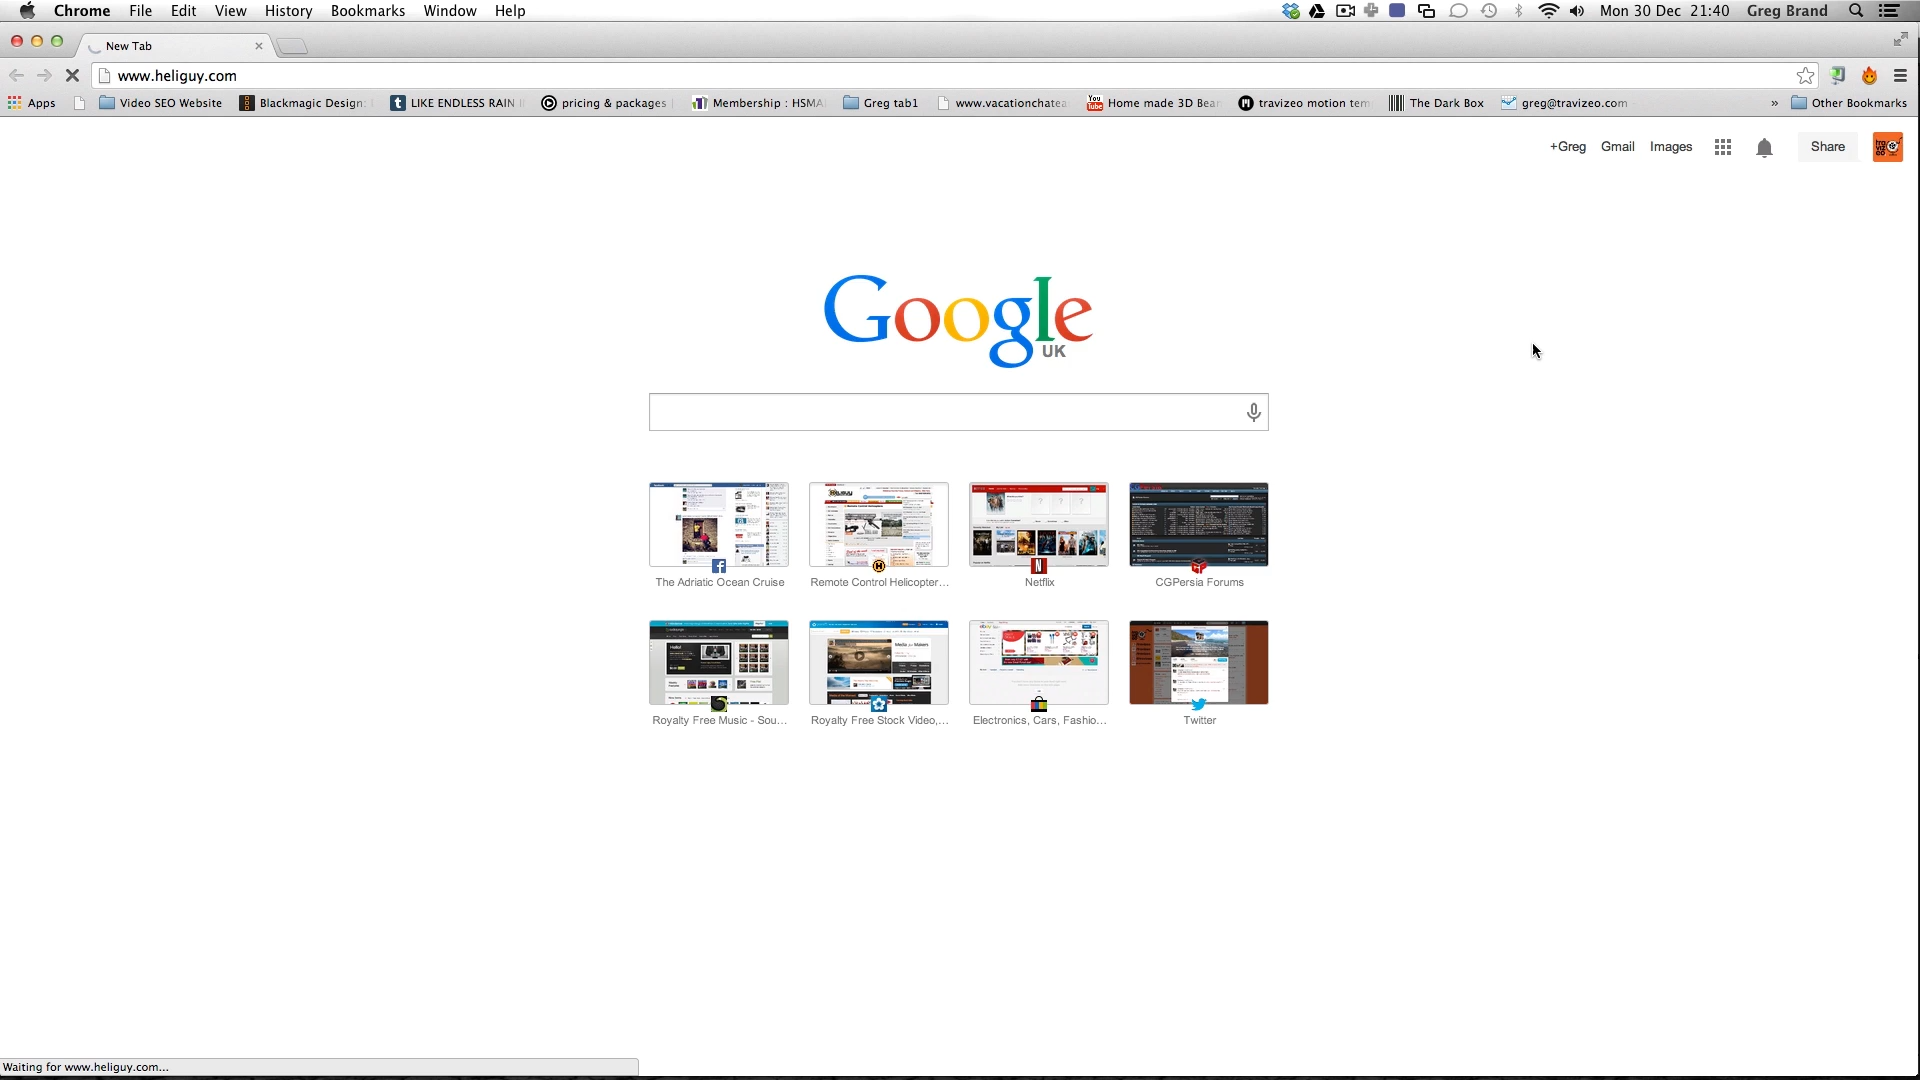 Chrome File Edit View History Bookmarks Window Help Mon 30 Dec 21:40 Greg Brand
New Tab
www.heliguy.com
Apps Video SEO Website Blackmagic Design: LIKE ENDLESS RAIN pricing & packages Membership : HSMA Greg tab1 www.vacationchatea Home made 3D Bea travizeo motion tem The Dark Box greg@travizeo.com » Other Bookmarks
+Greg Gmail Images Share
Google
UK
The Adriatic Ocean Cruise Remote Control Helicopter... Netflix CGPersia Forums
Royalty Free Music - Sou... Royalty Free Stock Video,... Electronics, Cars, Fashio... Twitter
Waiting for www.heliguy.com...